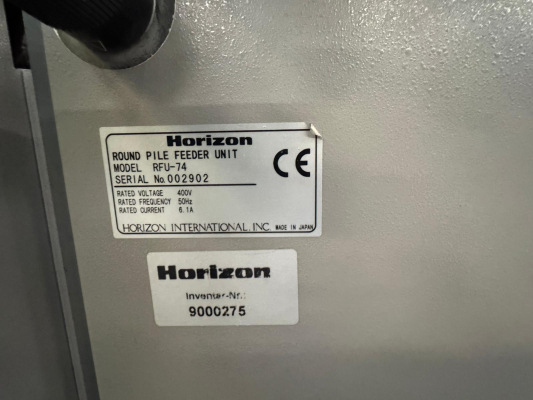 Horizon
ROUND PILE FEEDER UNIT
MODEL RFU-74
SERIAL No. 002902
CE
RATED VOLTAGE 400V
RATED FREQUENCY 50Hz
RATED CURRENT 6.1A
HORIZON INTERNATIONAL, INC. MADE IN JAPAN
Horizon
Inventar-Nr.:
9000275